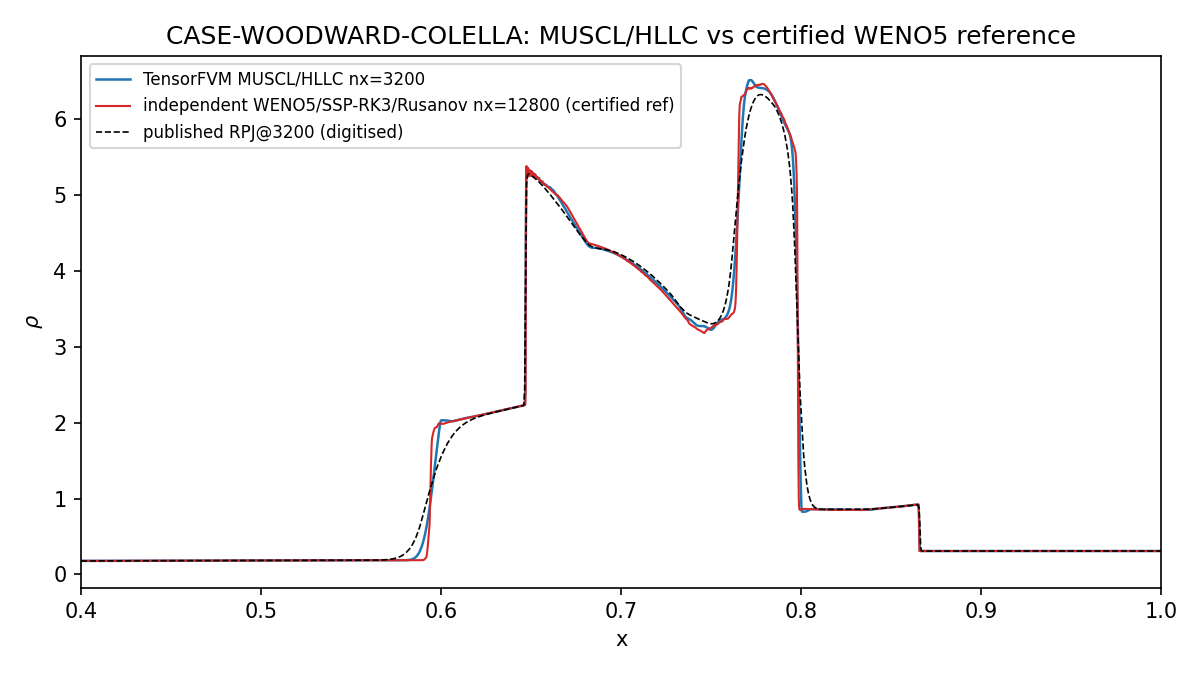 CASE-WOODWARD-COLELLA: MUSCL/HLLC vs certified WENO5 reference
TensorFVM MUSCL/HLLC nx=3200
independent WENO5/SSP-RK3/Rusanov nx=12800 (certified ref)
published RPJ@3200 (digitised)
6
5
4
3
2
1
0
ρ
0.4 0.5 0.6 0.7 0.8 0.9 1.0
x